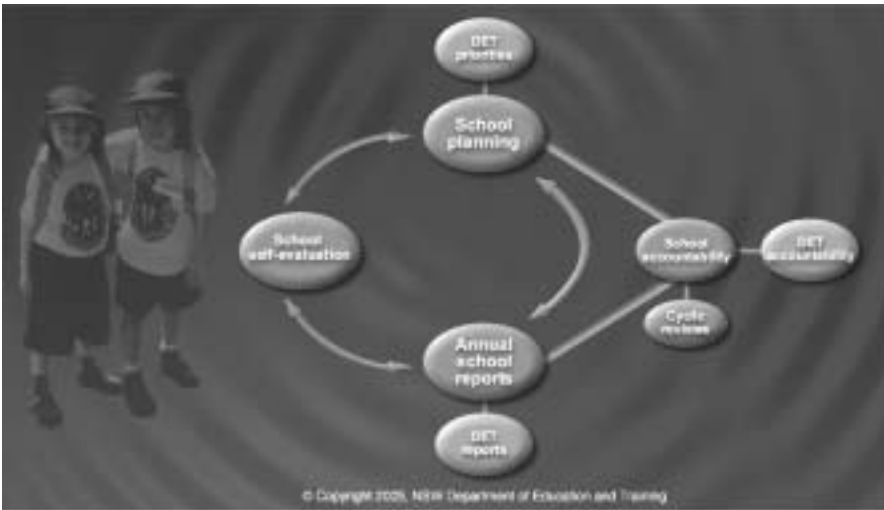 DET
priorities
School
planning
School
self-evaluation
School
accountability
DET
accountability
Cyclic
reviews
Annual
school
reports
DET
reports
© Copyright 2005, NSW Department of Education and Training